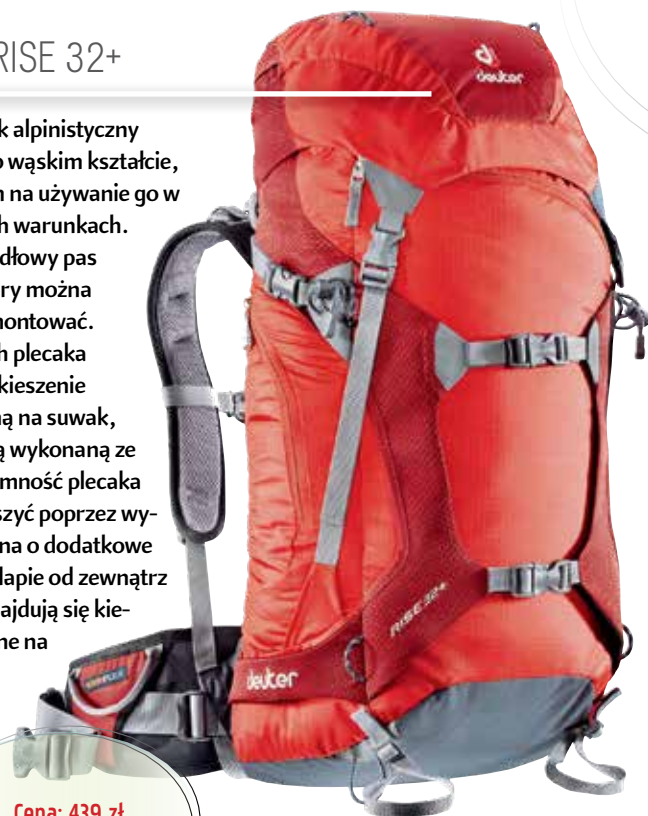 RISE 32+
k alpinistyczny
o wąskim kształcie,
n na używanie go w
h warunkach.
dłowy pas
ry można
montować.
h plecaka
kieszenie
ną na suwak,
ą wykonaną ze
emność plecaka
szyć poprzez wy-
na o dodatkowe
lapie od zewnątrz
ajdują się kie-
ne na
Cena: 439 zł
deuter
RISE 32+
deuter